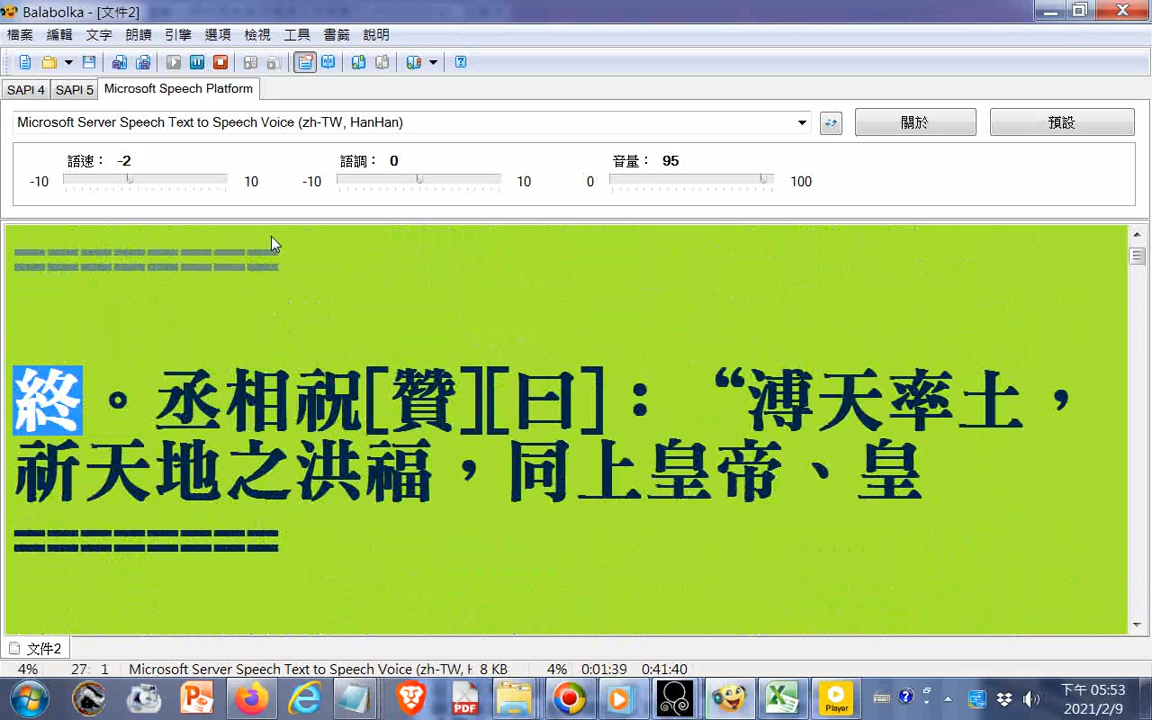 Balabolka - [文件2]
檔案 編輯 文字 朗讀 引擎 選項 檢視 工具 書籤 說明
SAPI 4 SAPI 5 Microsoft Speech Platform
Microsoft Server Speech Text to Speech Voice (zh-TW, HanHan) 關於 預設
語速： -2 語調： 0 音量： 95
-10 10 -10 10 0 100
==========
終。丞相祝[贊][曰]：“溥天率土，
祈天地之洪福，同上皇帝、皇
========
文件2
4% 27: 1 Microsoft Server Speech Text to Speech Voice (zh-TW, H 8 KB 4% 0:01:39 0:41:40
PDF Player 下午 05:53
2021/2/9